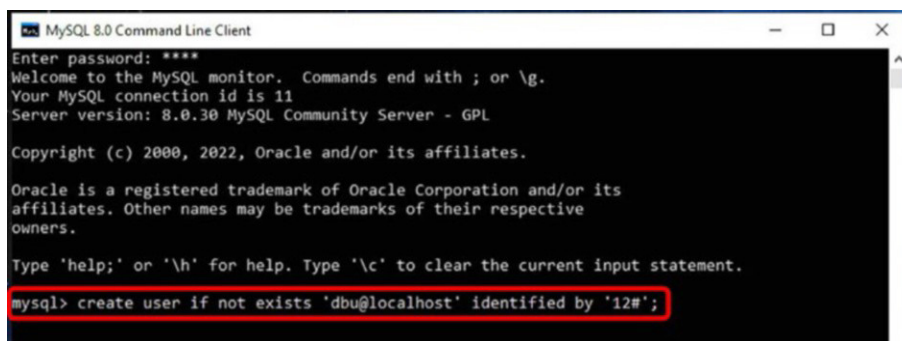 MySQL 8.0 Command Line Client
Enter password: ****
Welcome to the MySQL monitor.  Commands end with ; or \g.
Your MySQL connection id is 11
Server version: 8.0.30 MySQL Community Server - GPL
Copyright (c) 2000, 2022, Oracle and/or its affiliates.
Oracle is a registered trademark of Oracle Corporation and/or its
affiliates. Other names may be trademarks of their respective
owners.
Type 'help;' or '\h' for help. Type '\c' to clear the current input statement.
mysql> create user if not exists 'dbu@localhost' identified by '12#';